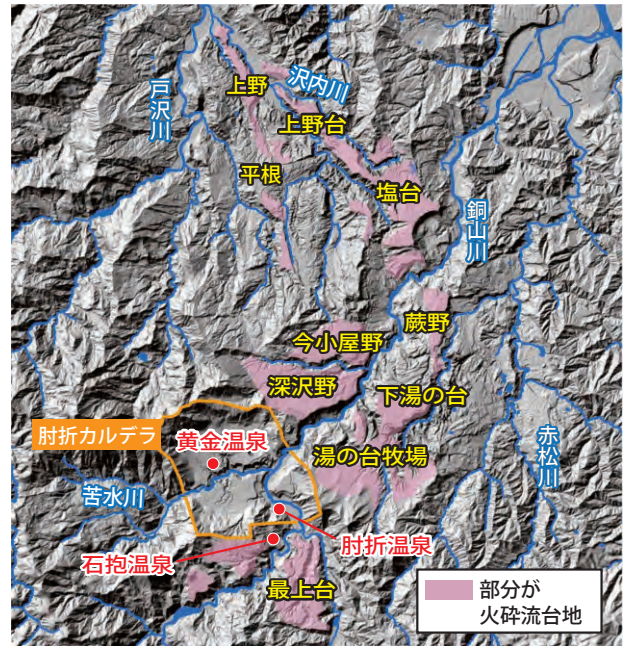 戸沢川
上野
沢内川
上野台
平根
塩台
銅山川
蕨野
今小屋野
深沢野
下湯の台
肘折カルデラ
黄金温泉
湯の台牧場
赤松川
苦水川
肘折温泉
石抱温泉
最上台
部分が
火砕流台地